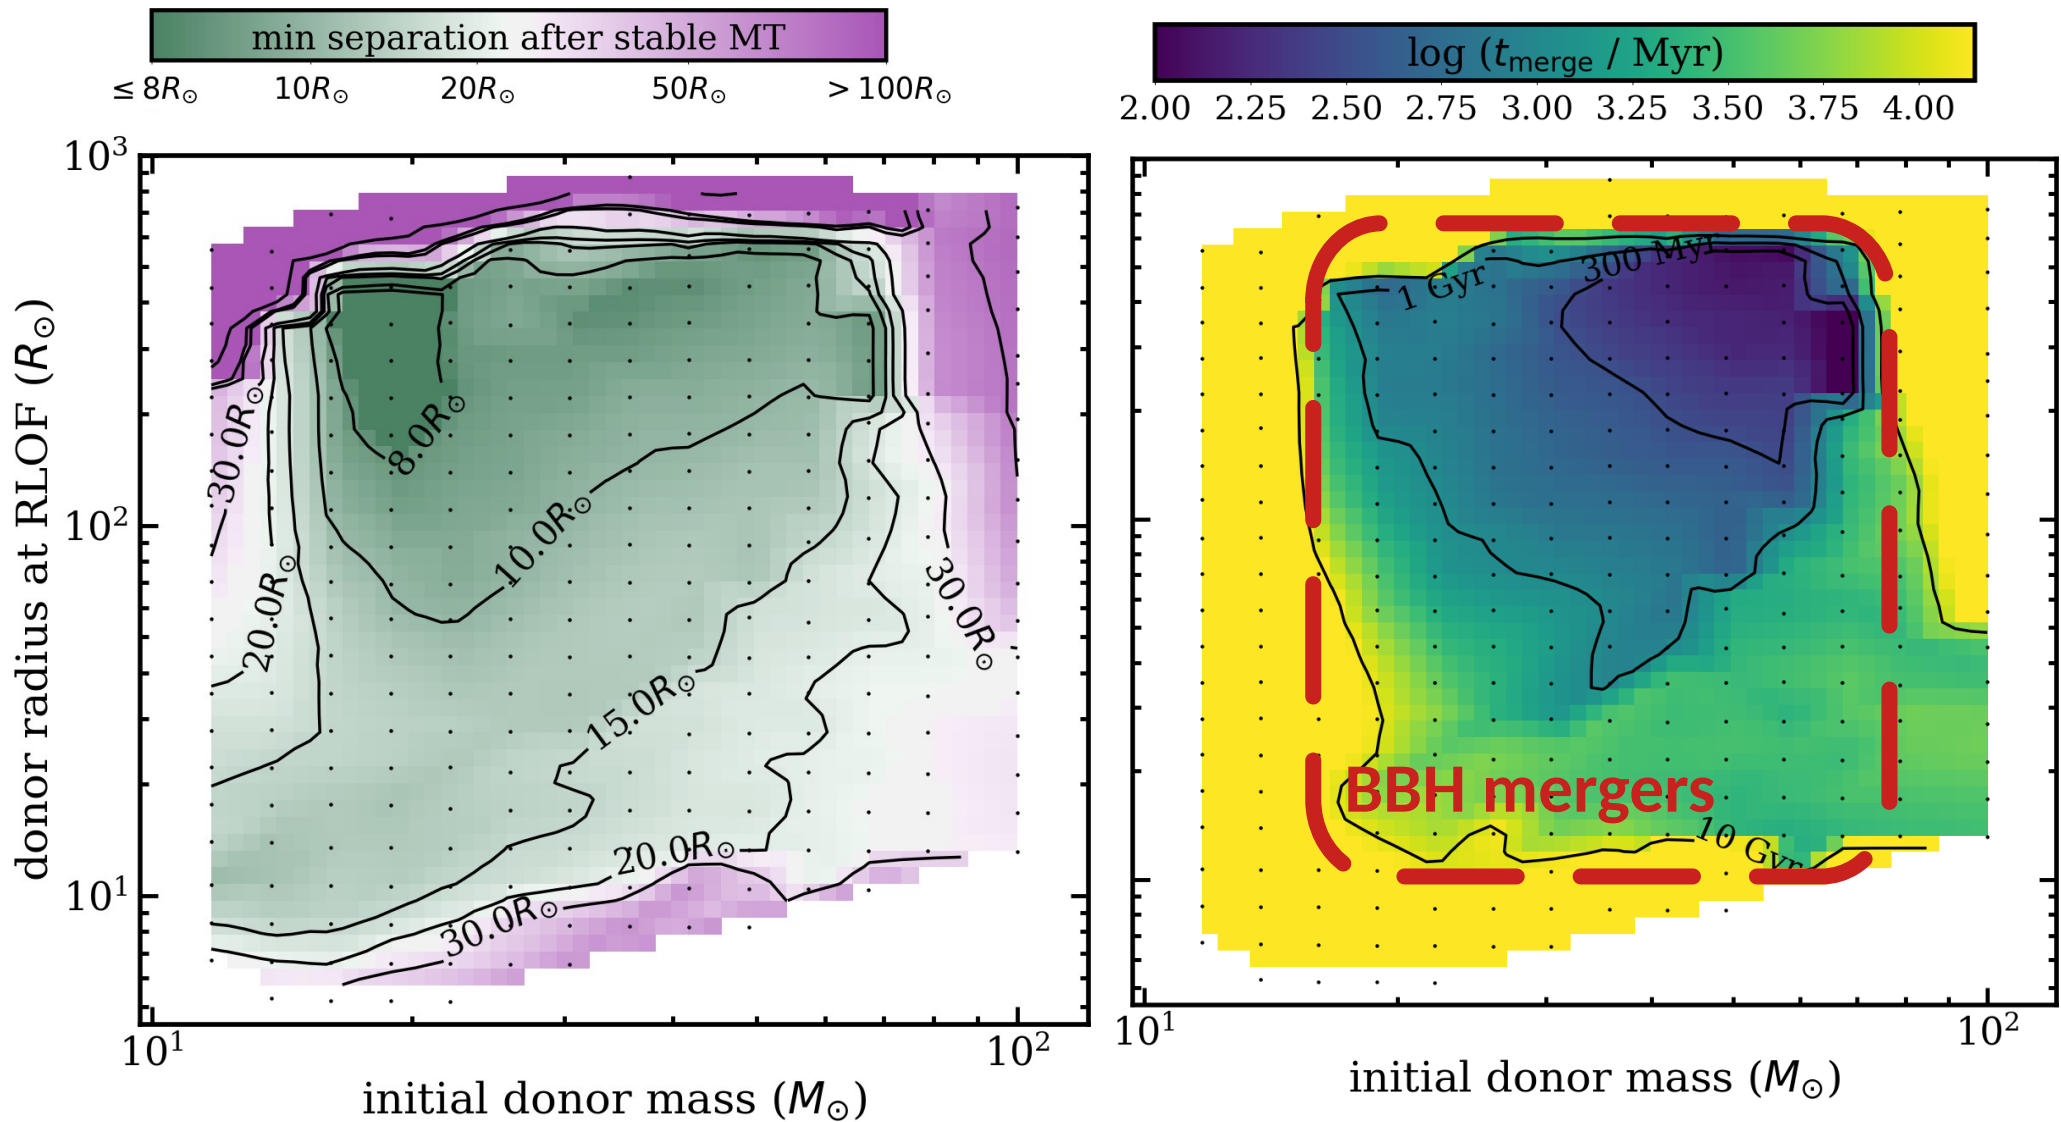 min separation after stable MT
≤ 8R⊙ 10R⊙ 20R⊙ 50R⊙ > 100R⊙
10³
10²
10¹
donor radius at RLOF (R⊙)
30.0R⊙
20.0R⊙
8.0R⊙
10.0R⊙
15.0R⊙
20.0R⊙
30.0R⊙
30.0R⊙
10¹ 10²
initial donor mass (M⊙)
log (tmerge / Myr)
2.00 2.25 2.50 2.75 3.00 3.25 3.50 3.75 4.00
1 Gyr
300 Myr
BBH mergers
10 Gyr
10¹ 10²
initial donor mass (M⊙)